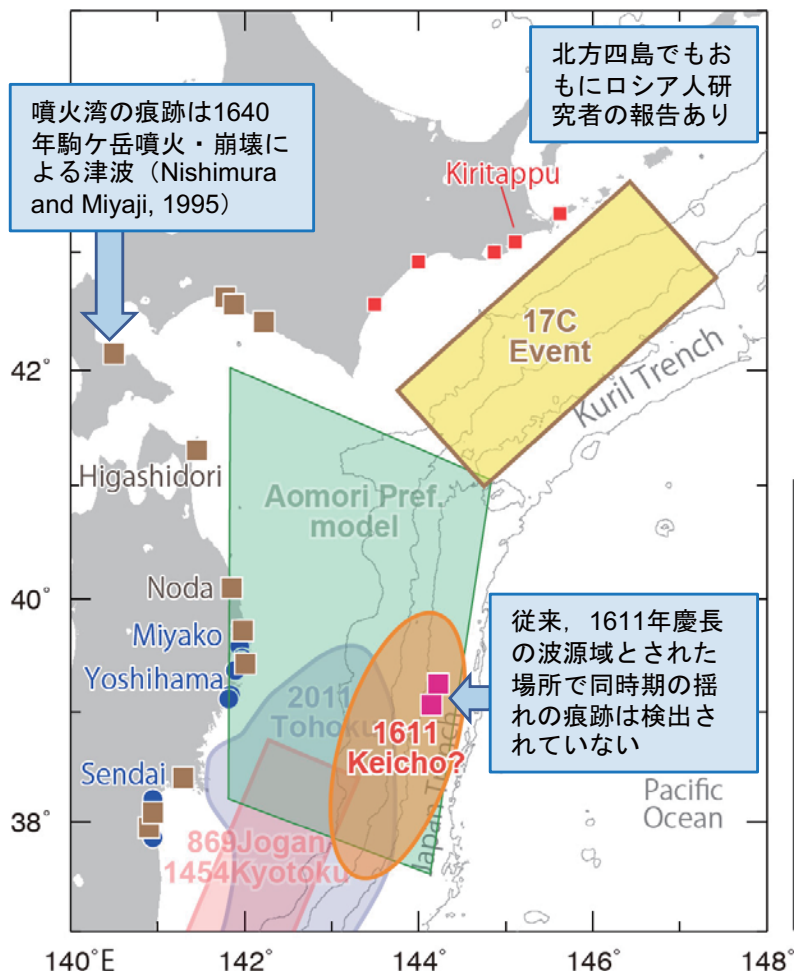 北方四島でもお
もにロシア人研
究者の報告あり
噴火湾の痕跡は1640
年駒ケ岳噴火・崩壊に
よる津波（Nishimura
and Miyaji, 1995）
Kiritappu
17C
Event
Kuril Trench
42°
Higashidori
Aomori Pref.
model
40°
Noda
Miyako
Yoshihama
従来，1611年慶長
の波源域とされた
場所で同時期の揺
れの痕跡は検出さ
れていない
2011
Tohoku
1611
Keicho?
Japan Trench
Sendai
Pacific
Ocean
38°
869Jogan
1454Kyotoku
140°E
142°
144°
146°
148°